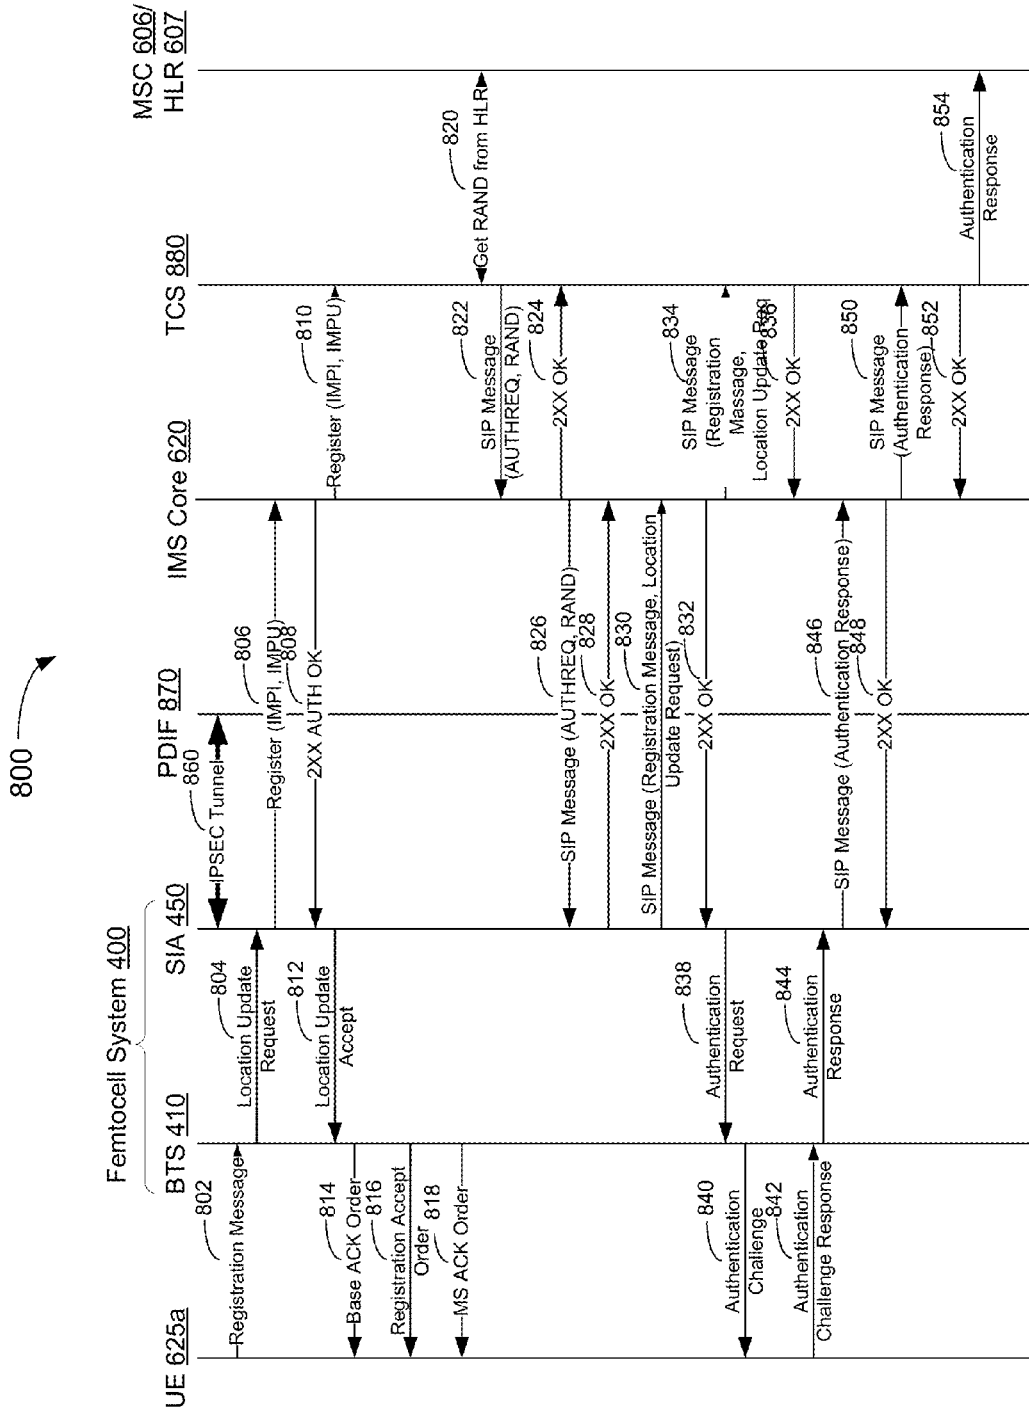 800
Femtocell System 400
UE 625a
BTS 410
SIA 450
PDIF 870
IMS Core 620
TCS 880
MSC 606/
HLR 607
860
IPSEC Tunnel
802
Registration Message
804
Location Update
Request
806
Register (IMPI, IMPU)
808
2XX AUTH OK
810
Register (IMPI, IMPU)
812
Location Update
Accept
814
Base ACK Order
816
Registration Accept
Order
818
MS ACK Order
820
Get RAND from HLR
822
SIP Message
(AUTHREQ, RAND)
824
2XX OK
826
SIP Message (AUTHREQ, RAND)
828
2XX OK
830
SIP Message (Registration Message, Location
Update Request)
832
2XX OK
834
SIP Message
(Registration
Massage,
Location Update Req
836
2XX OK
838
Authentication
Request
840
Authentication
Challenge
842
Authentication
Challenge Response
844
Authentication
Response
846
SIP Message (Authentication Response)
848
2XX OK
850
SIP Message
(Authentication
Response)
852
2XX OK
854
Authentication
Response